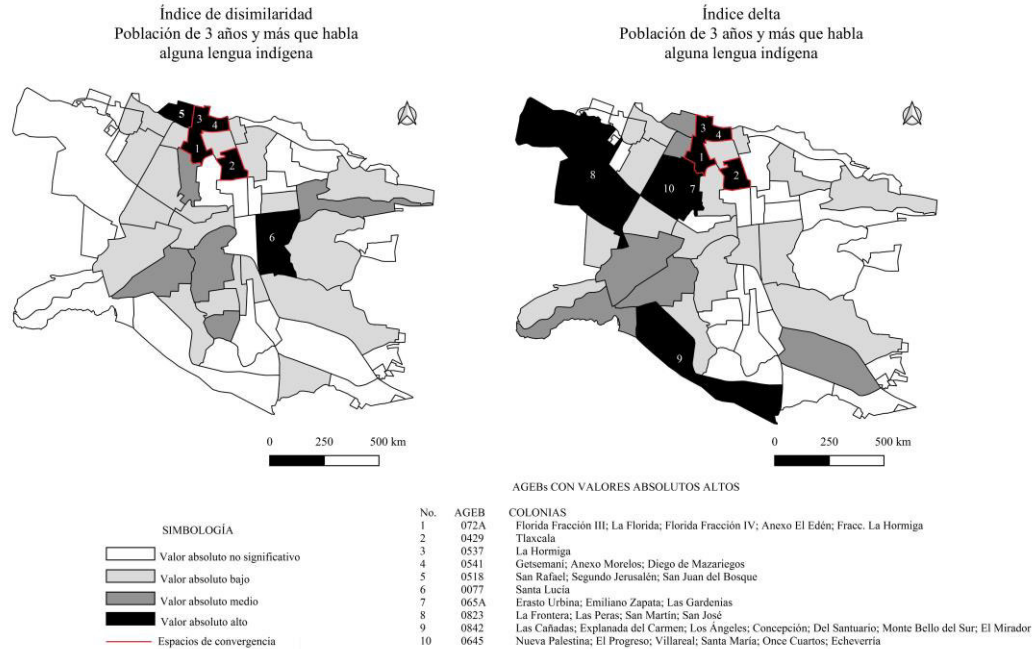 Índice de disimilaridad
Población de 3 años y más que habla
alguna lengua indígena
5
3
4
1
2
6
0 250 500 km
Índice delta
Población de 3 años y más que habla
alguna lengua indígena
3
4
1
2
8
10
7
9
0 250 500 km
SIMBOLOGÍA
Valor absoluto no significativo
Valor absoluto bajo
Valor absoluto medio
Valor absoluto alto
Espacios de convergencia
AGEBs CON VALORES ABSOLUTOS ALTOS
No. AGEB COLONIAS
1 072A Florida Fracción III; La Florida; Florida Fracción IV; Anexo El Edén; Fracc. La Hormiga
2 0429 Tlaxcala
3 0537 La Hormiga
4 0541 Getsemaní; Anexo Morelos; Diego de Mazariegos
5 0518 San Rafael; Segundo Jerusalén; San Juan del Bosque
6 0077 Santa Lucía
7 065A Erasto Urbina; Emiliano Zapata; Las Gardenias
8 0823 La Frontera; Las Peras; San Martín; San José
9 0842 Las Cañadas; Explanada del Carmen; Los Ángeles; Concepción; Del Santuario; Monte Bello del Sur; El Mirador
10 0645 Nueva Palestina; El Progreso; Villareal; Santa María; Once Cuartos; Echeverría